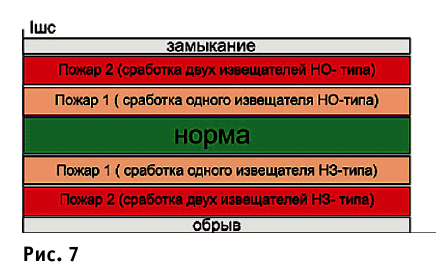 Iшс
замыкание
Пожар 2 (сработка двух извещателей НО- типа)
Пожар 1 ( сработка одного извещателя НО-типа)
норма
Пожар 1 ( сработка одного извещателя НЗ-типа)
Пожар 2 (сработка двух извещателей НЗ- типа)
обрыв
Рис. 7